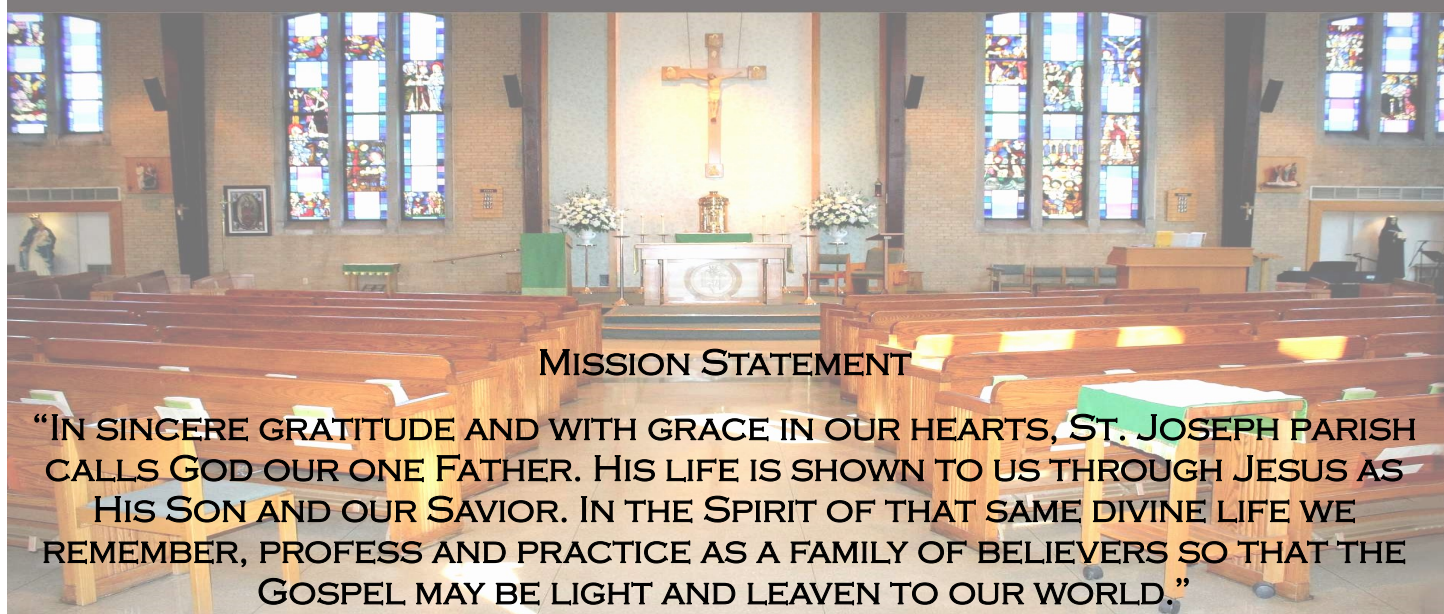 Mission Statement
“In sincere gratitude and with grace in our hearts, St. Joseph parish
calls God our one Father. His life is shown to us through Jesus as
His Son and our Savior. In the Spirit of that same divine life we
remember, profess and practice as a family of believers so that the
Gospel may be light and leaven to our world.”